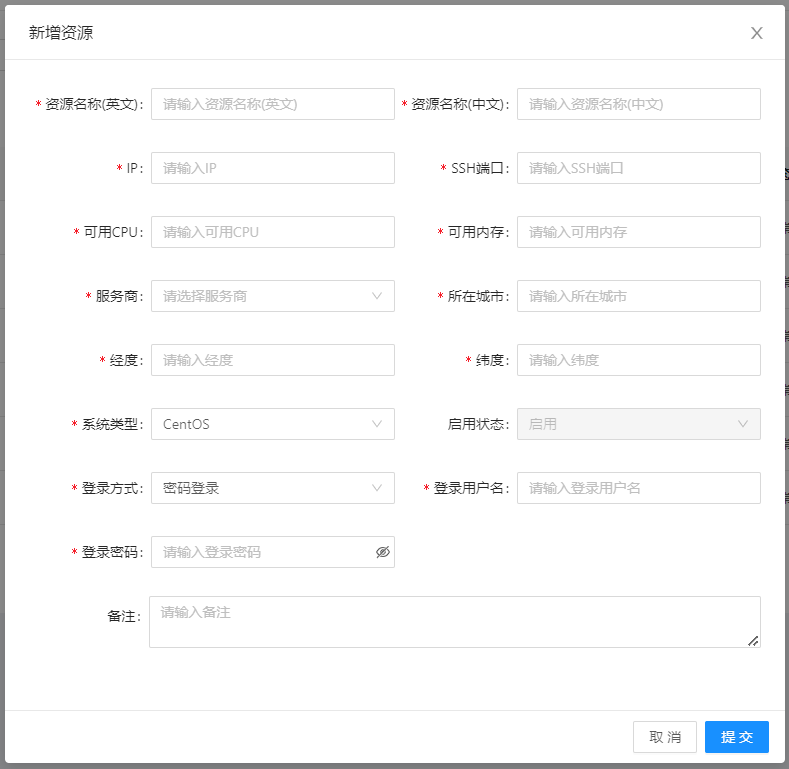 新增资源
* 资源名称(英文): 请输入资源名称(英文) * 资源名称(中文): 请输入资源名称(中文)
* IP: 请输入IP * SSH端口: 请输入SSH端口
* 可用CPU: 请输入可用CPU * 可用内存: 请输入可用内存
* 服务商: 请选择服务商 * 所在城市: 请输入所在城市
* 经度: 请输入经度 * 纬度: 请输入纬度
* 系统类型: CentOS 启用状态: 启用
* 登录方式: 密码登录 * 登录用户名: 请输入登录用户名
* 登录密码: 请输入登录密码
备注: 请输入备注
取 消 提 交